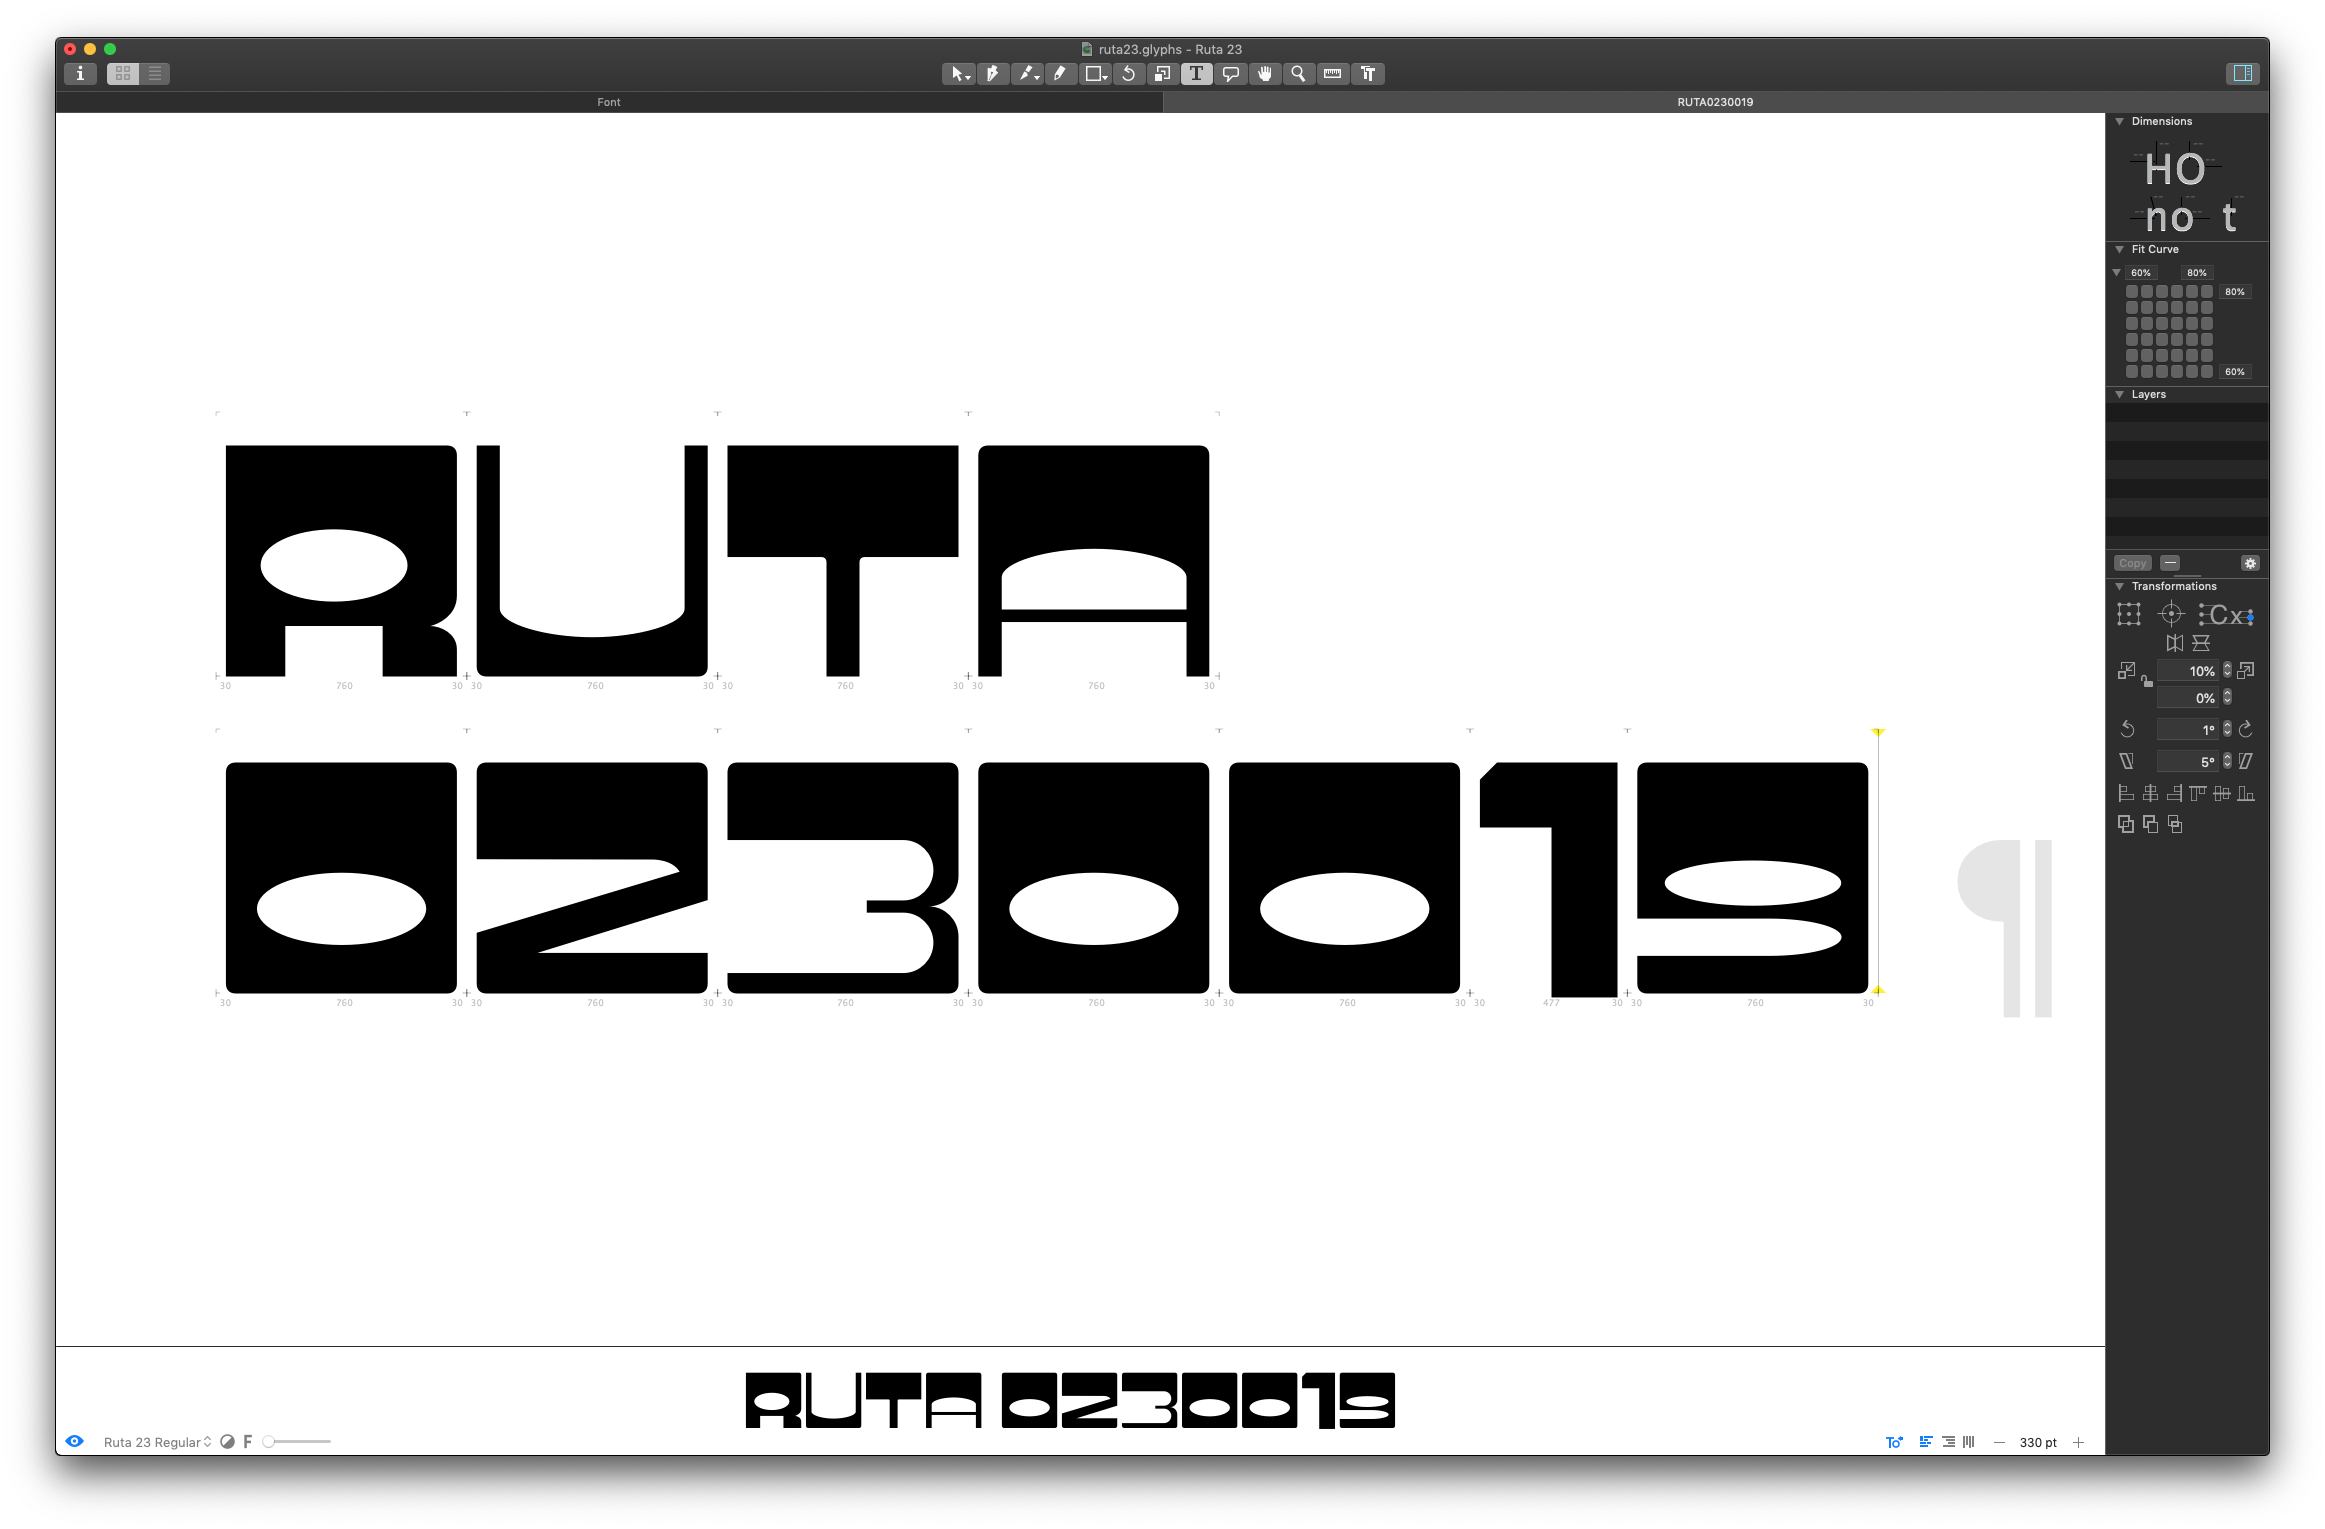 ruta23.glyphs - Ruta 23
Font
RUTA0230019
Dimensions
HO
no t
Fit Curve
60% 80%
80%
60%
Layers
Copy
Transformations
Cx
10%
0%
1°
5°
RUTA
30 760 30 30 760 30 30 760 30 30 760 30
0230019
30 760 30 30 760 30 30 760 30 30 760 30 30 760 30 30 477 30 30 760 30
¶
RUTA 0230019
Ruta 23 Regular F
330 pt